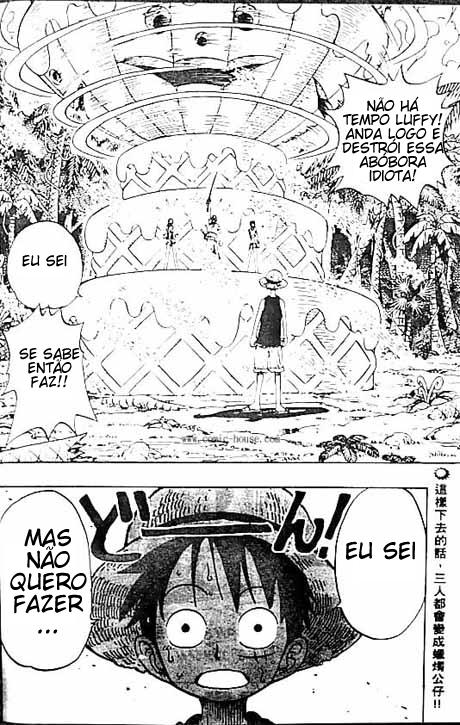 NÃO HÁ
TEMPO LUFFY!
ANDA LOGO E
DESTRÓI ESSA
ABÓBORA
IDIOTA!
EU SEI
SE SABE
ENTÃO
FAZ!!
www.comic-house.com
這樣下去的話、三人都會變成蠟燭公仔!!
どん!
EU SEI
MAS
NÃO
QUERO
FAZER
...